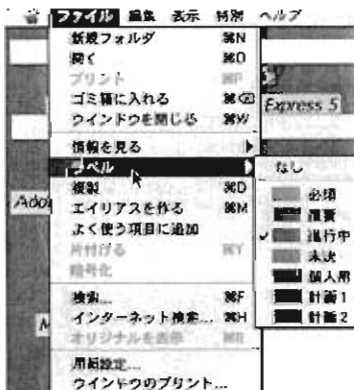 ファイル 編集 表示 特別 ヘルプ
新規フォルダ ⌘N
開く ⌘O
プリント ⌘P
ゴミ箱に入れる ⌘⌫
ウインドウを閉じる ⌘W
情報を見る
ラベル
複製 ⌘D
エイリアスを作る ⌘M
よく使う項目に追加
片付ける ⌘Y
暗号化
検索... ⌘F
インターネット検索... ⌘H
オリジナルを表示 ⌘R
用紙設定...
ウインドウのプリント...
なし
必須
重要
進行中
未決
個人用
計画 1
計画 2
Express 5
Adob